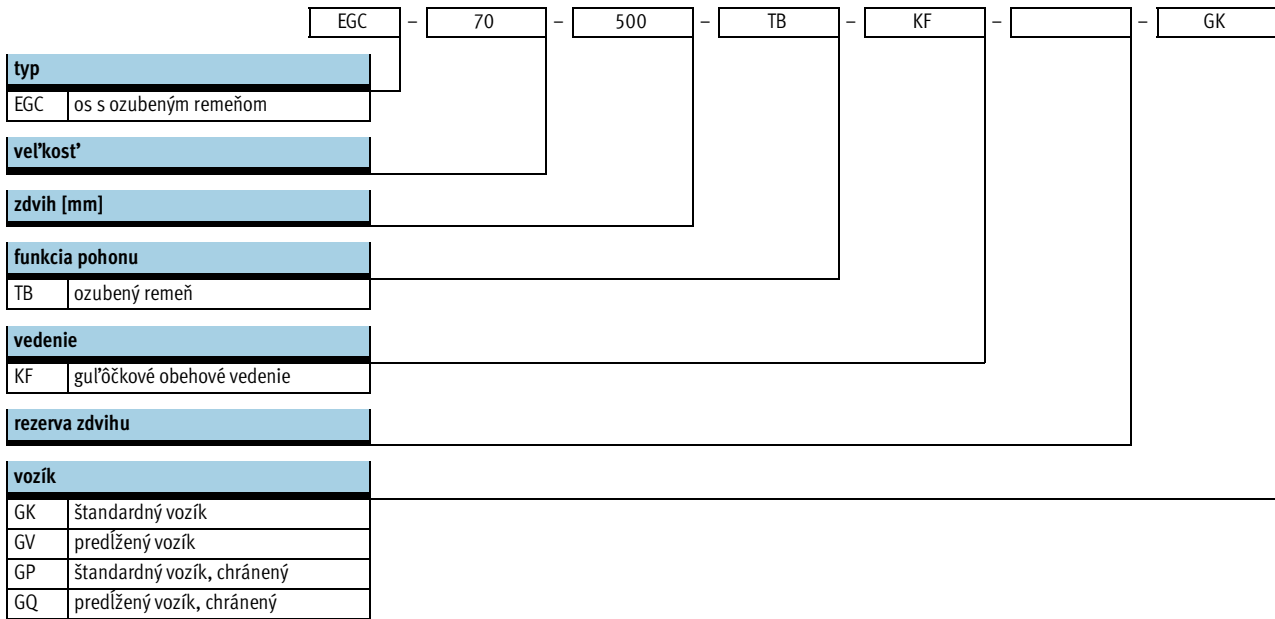 EGC – 70 – 500 – TB – KF – – GK
typ
EGC os s ozubeným remeňom
veľkosť
zdvih [mm]
funkcia pohonu
TB ozubený remeň
vedenie
KF guľôčkové obehové vedenie
rezerva zdvihu
vozík
GK štandardný vozík
GV predĺžený vozík
GP štandardný vozík, chránený
GQ predĺžený vozík, chránený